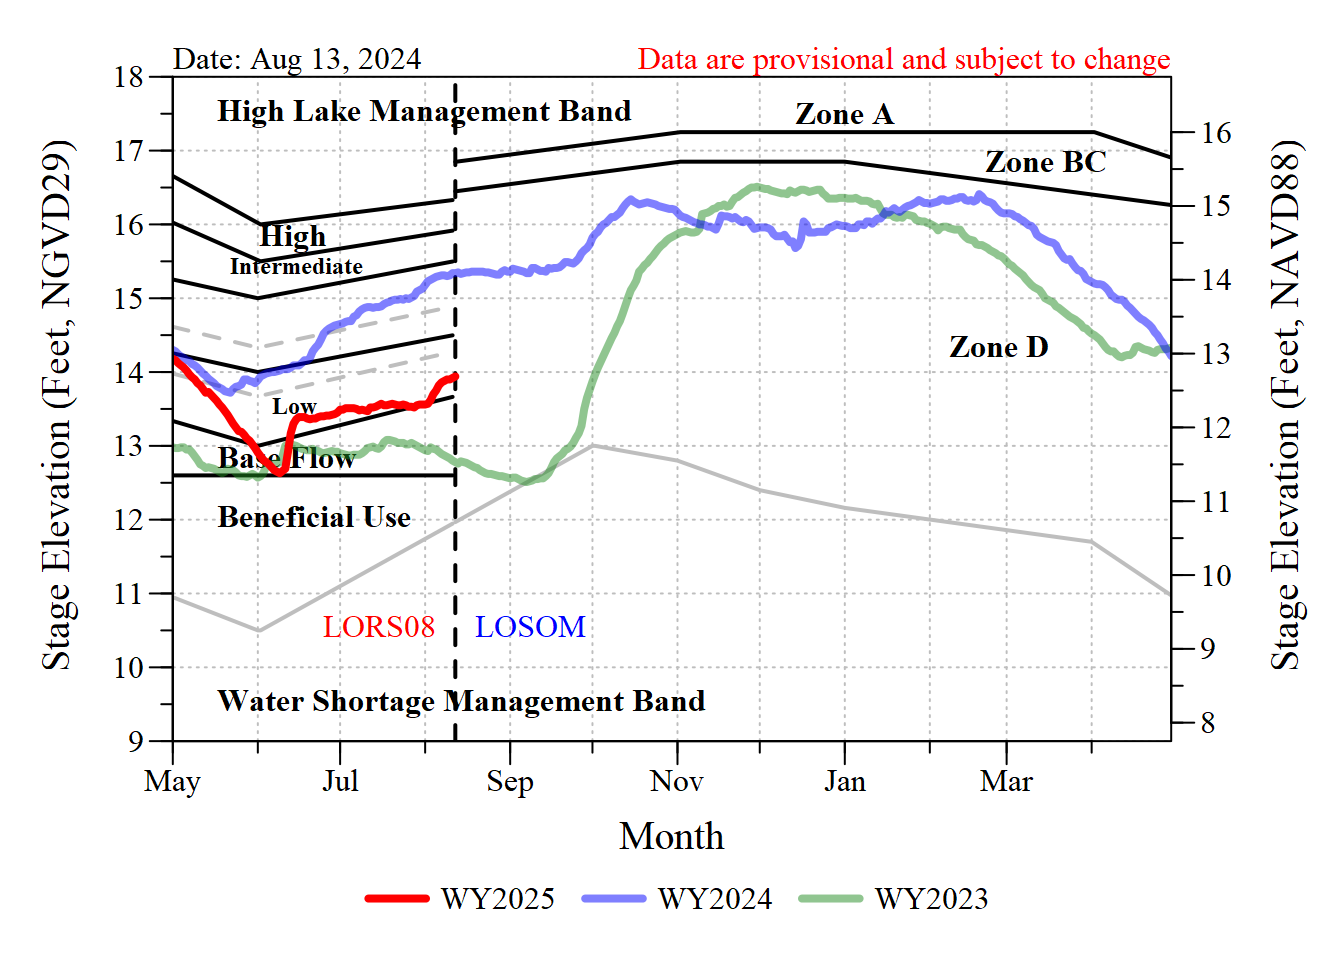 Date: Aug 13, 2024
Data are provisional and subject to change
Stage Elevation (Feet, NGVD29)
18
17
16
15
14
13
12
11
10
9
High Lake Management Band
Zone A
Zone BC
High
Intermediate
Zone D
Low
Base Flow
Beneficial Use
LORS08
LOSOM
Water Shortage Management Band
16
15
14
13
12
11
10
9
8
Stage Elevation (Feet, NAVD88)
May Jul Sep Nov Jan Mar
Month
WY2025 WY2024 WY2023